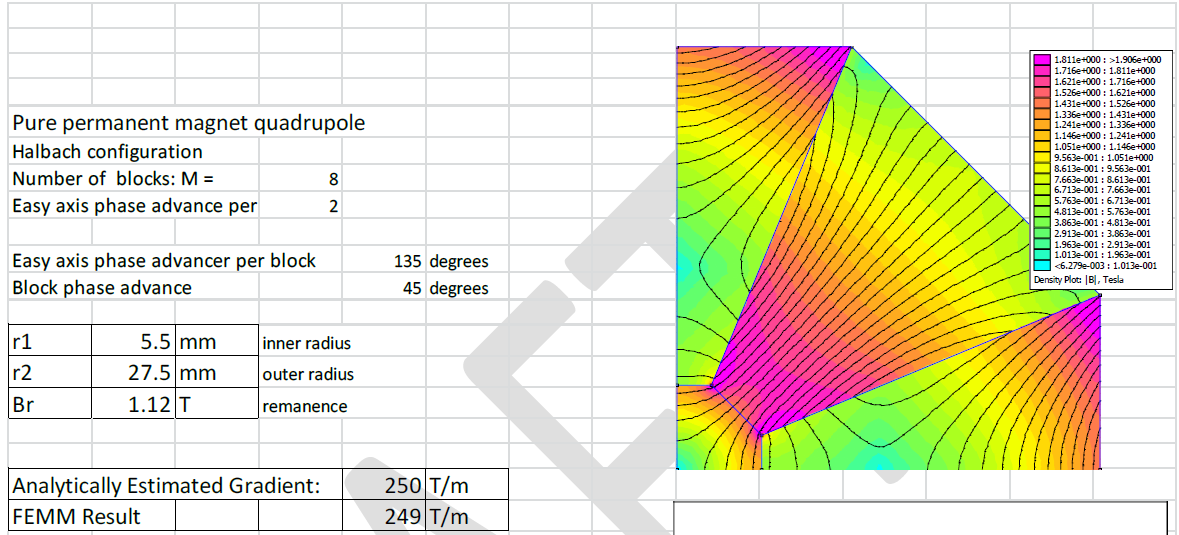 Pure permanent magnet quadrupole
Halbach configuration
Number of blocks: M = 8
Easy axis phase advance per 2
Easy axis phase advancer per block 135 degrees
Block phase advance 45 degrees
r1 5.5 mm inner radius
r2 27.5 mm outer radius
Br 1.12 T remanence
Analytically Estimated Gradient: 250 T/m
FEMM Result 249 T/m
1.811e+000 : >1.906e+000
1.716e+000 : 1.811e+000
1.621e+000 : 1.716e+000
1.526e+000 : 1.621e+000
1.431e+000 : 1.526e+000
1.336e+000 : 1.431e+000
1.241e+000 : 1.336e+000
1.146e+000 : 1.241e+000
1.051e+000 : 1.146e+000
9.563e-001 : 1.051e+000
8.613e-001 : 9.563e-001
7.663e-001 : 8.613e-001
6.713e-001 : 7.663e-001
5.763e-001 : 6.713e-001
4.813e-001 : 5.763e-001
3.863e-001 : 4.813e-001
2.913e-001 : 3.863e-001
1.963e-001 : 2.913e-001
1.013e-001 : 1.963e-001
<6.279e-003 : 1.013e-001
Density Plot: |B|, Tesla